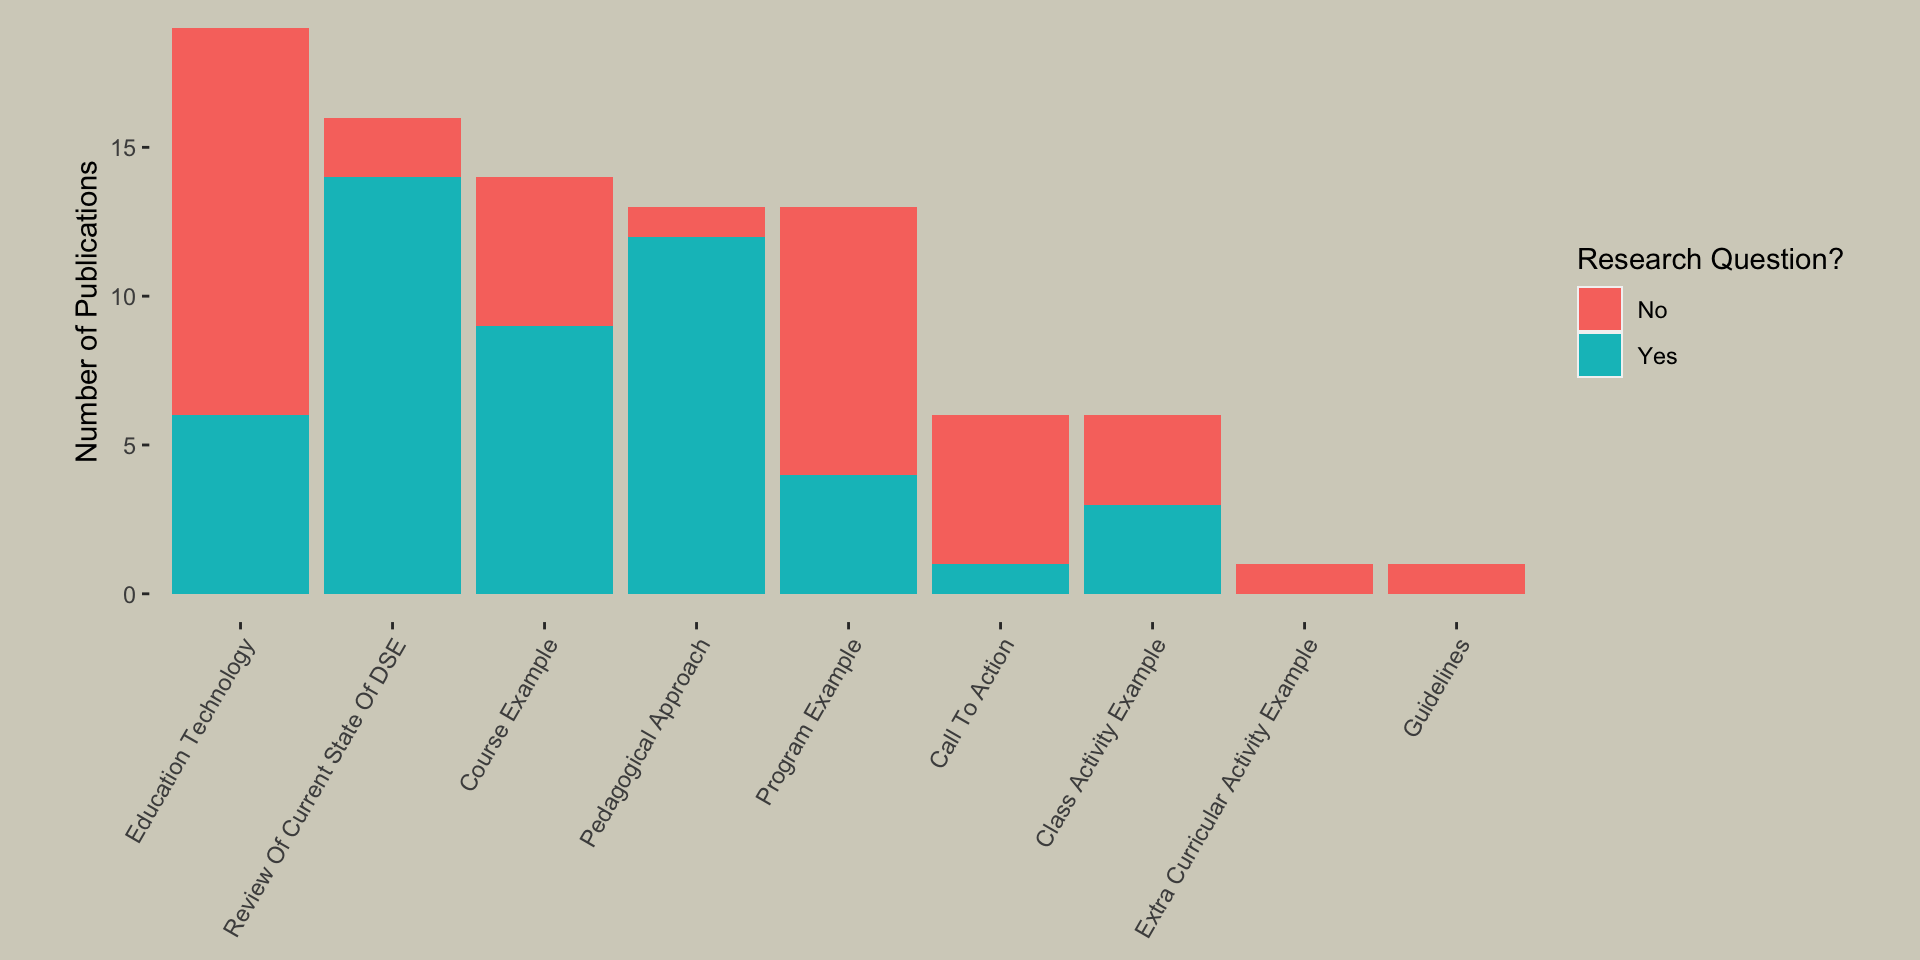 Number of Publications
15
10
5
0
Education Technology
Review Of Current State Of DSE
Course Example
Pedagogical Approach
Program Example
Call To Action
Class Activity Example
Extra Curricular Activity Example
Guidelines
Research Question?
No
Yes